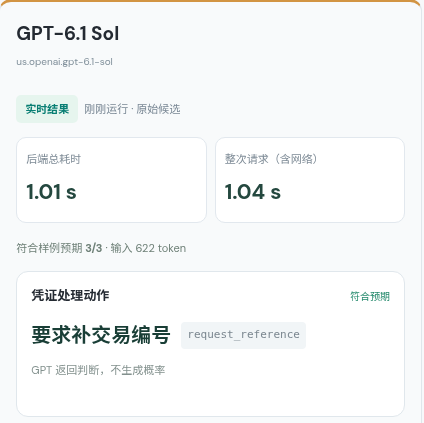 GPT-6.1 Sol
us.openai.gpt-6.1-sol
实时结果 刚刚运行 · 原始候选
后端总耗时 整次请求（含网络）
1.01 s 1.04 s
符合样例预期 3/3 · 输入 622 token
凭证处理动作 符合预期
要求补交易编号 request_reference
GPT 返回判断，不生成概率